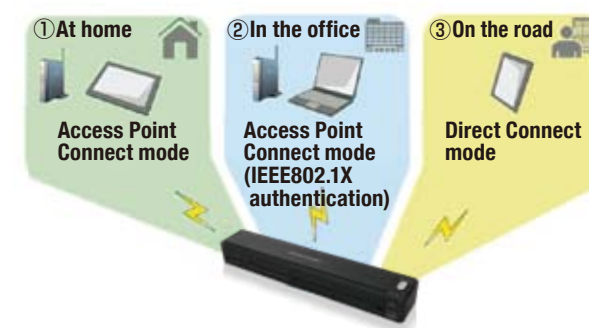 ①At home
Access Point
Connect mode
②In the office
Access Point
Connect mode
(IEEE802.1X
authentication)
③On the road
Direct Connect
mode